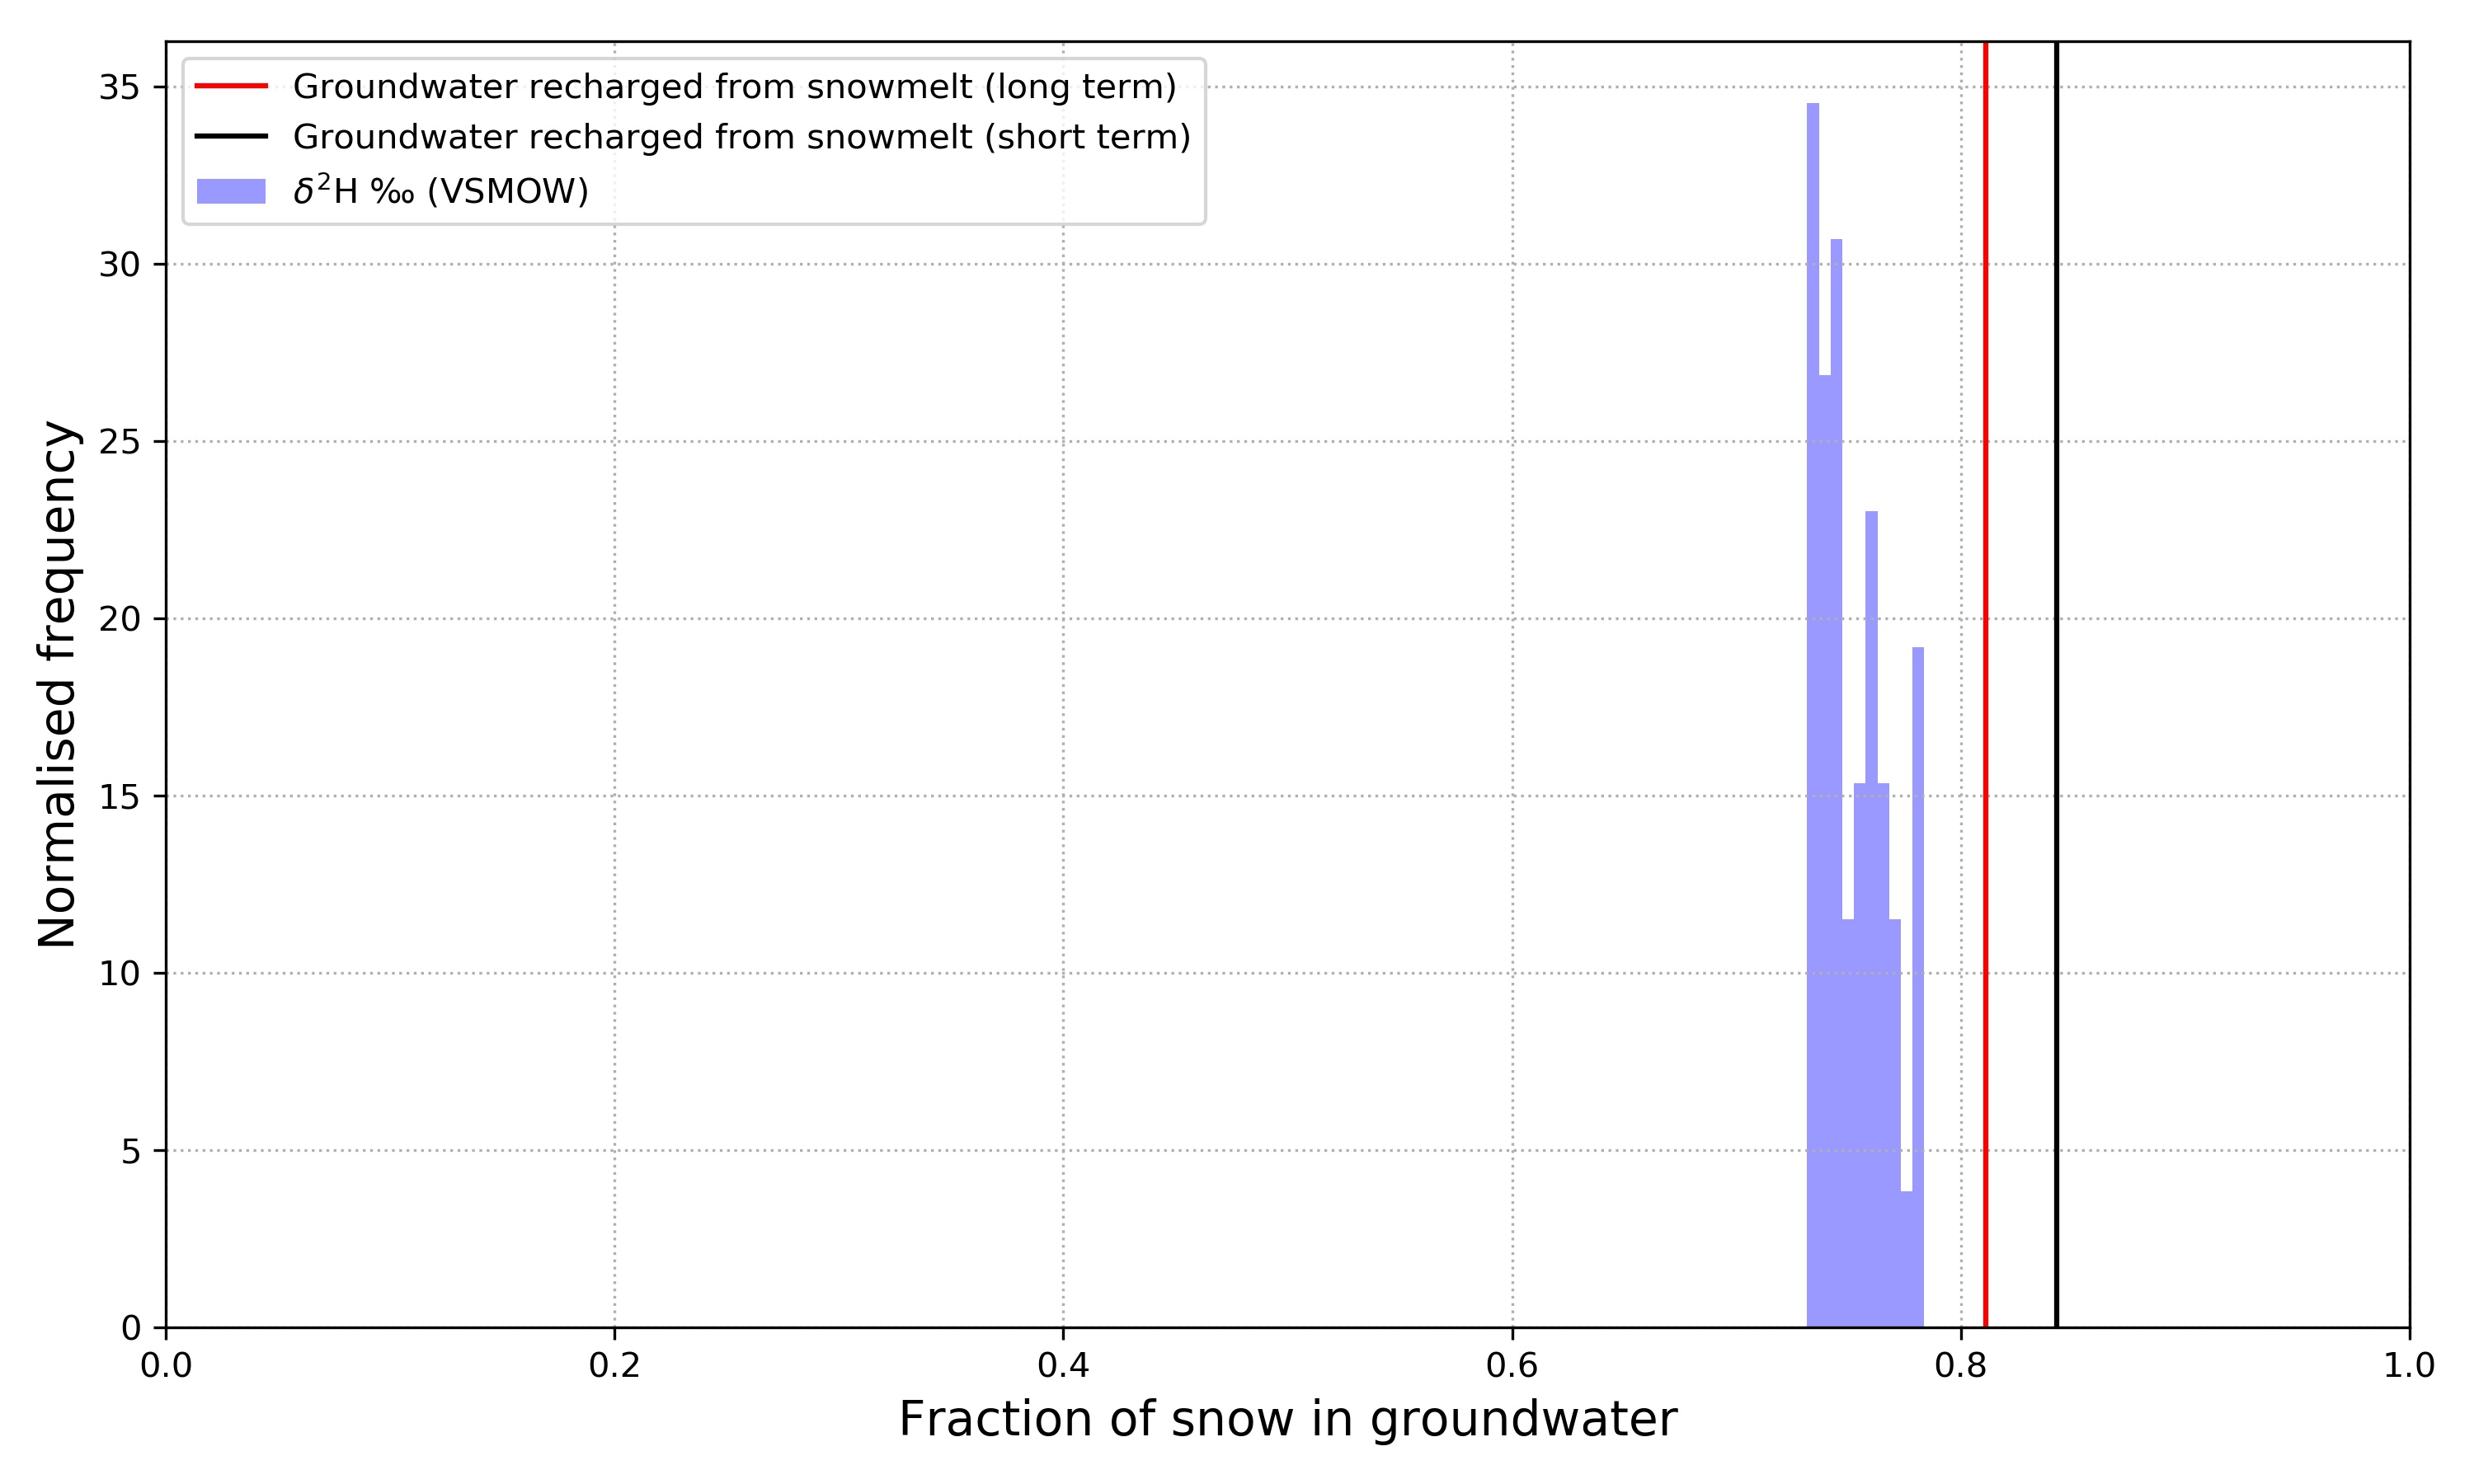 Groundwater recharged from snowmelt (long term)
Groundwater recharged from snowmelt (short term)
δ²H ‰ (VSMOW)
Normalised frequency
35
30
25
20
15
10
5
0
0.0 0.2 0.4 0.6 0.8 1.0
Fraction of snow in groundwater